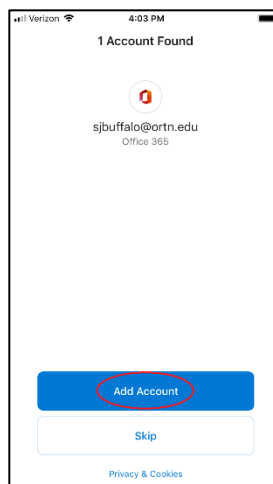 Verizon 4:03 PM
1 Account Found
sjbuffalo@ortn.edu
Office 365
Add Account
Skip
Privacy & Cookies